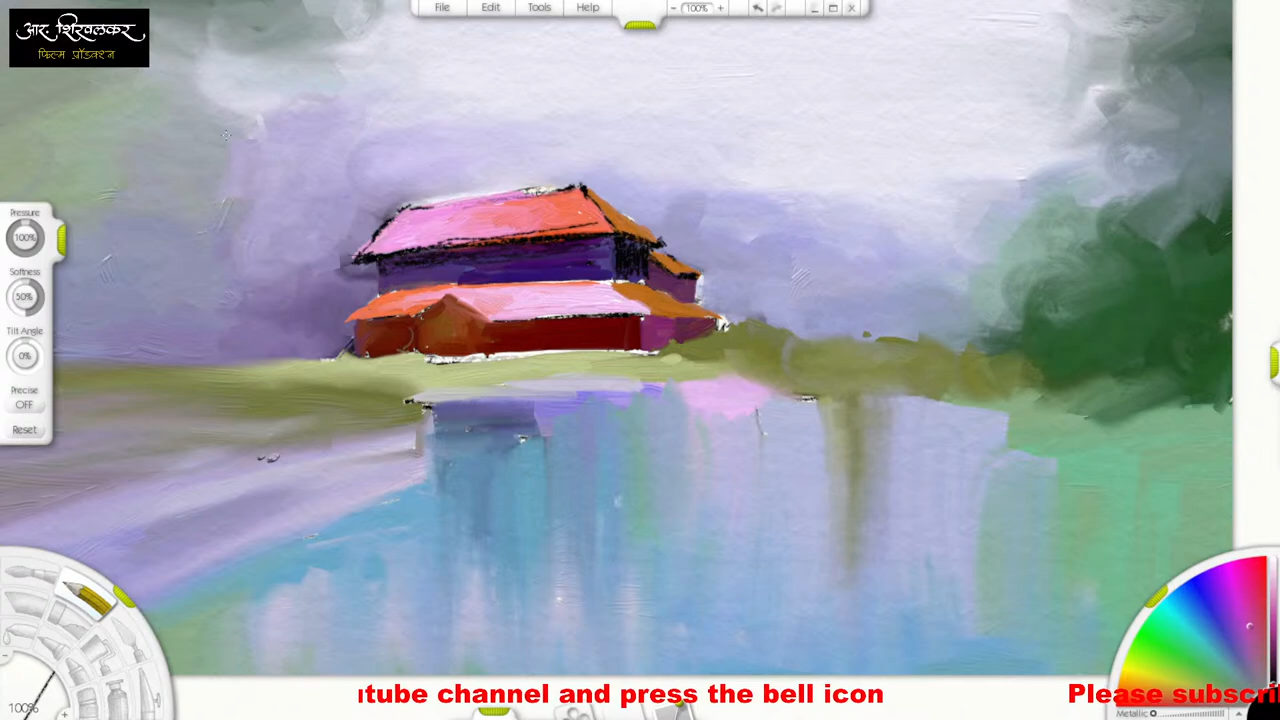 आर. शिरवलकर
फिल्म प्रॉडक्शन
File Edit Tools Help
− 100% +
Pressure
100%
Softness
50%
Tilt Angle
0%
Precise
OFF
Reset
100%
Metallic
utube channel and press the bell icon
Please subscri